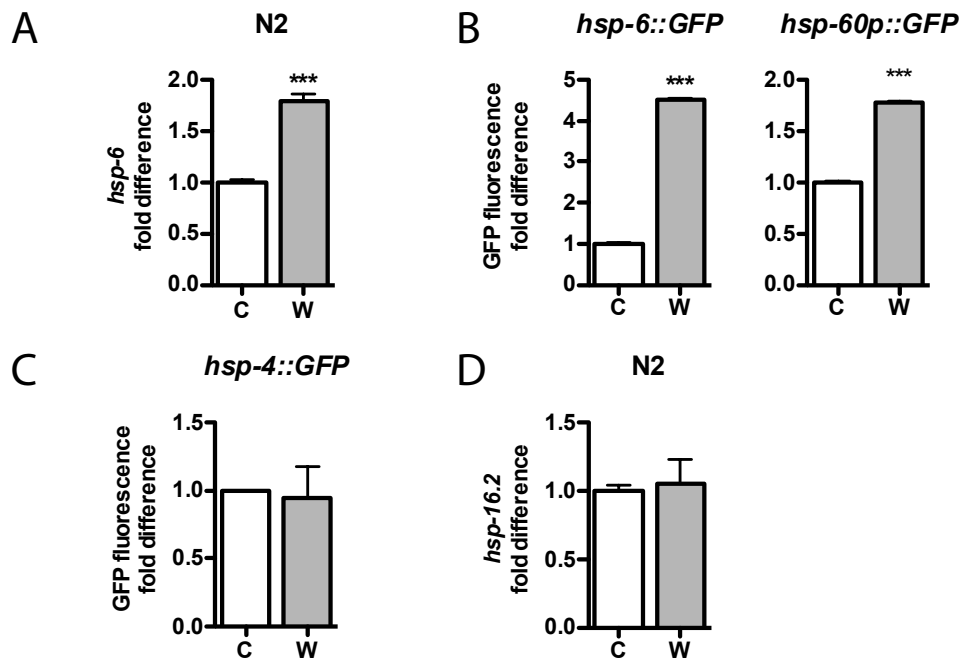 A
N2
hsp-6
fold difference
2.0
1.5
1.0
0.5
0.0
***
C W
B
hsp-6::GFP
GFP fluorescence
fold difference
5
4
3
2
1
0
***
C W
hsp-60p::GFP
2.0
1.5
1.0
0.5
0.0
***
C W
C
hsp-4::GFP
GFP fluorescence
fold difference
1.5
1.0
0.5
0.0
C W
D
N2
hsp-16.2
fold difference
1.5
1.0
0.5
0.0
C W